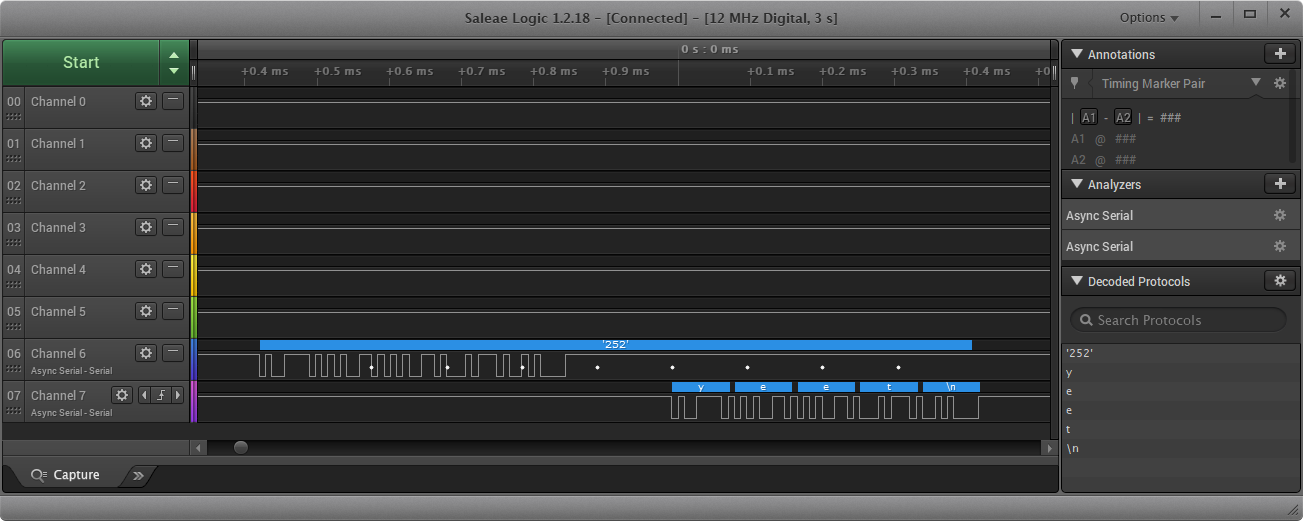 Saleae Logic 1.2.18 - [Connected] - [12 MHz Digital, 3 s]
Options
Start
0 s : 0 ms
+0.4 ms +0.5 ms +0.6 ms +0.7 ms +0.8 ms +0.9 ms +0.1 ms +0.2 ms +0.3 ms +0.4 ms +0
00 Channel 0
01 Channel 1
02 Channel 2
03 Channel 3
04 Channel 4
05 Channel 5
06 Channel 6
Async Serial - Serial
'252'
07 Channel 7
Async Serial - Serial
y e e t \n
Capture
Annotations
Timing Marker Pair
| A1 - A2 | = ###
A1 @ ###
A2 @ ###
Analyzers
Async Serial
Async Serial
Decoded Protocols
Search Protocols
'252'
y
e
e
t
\n